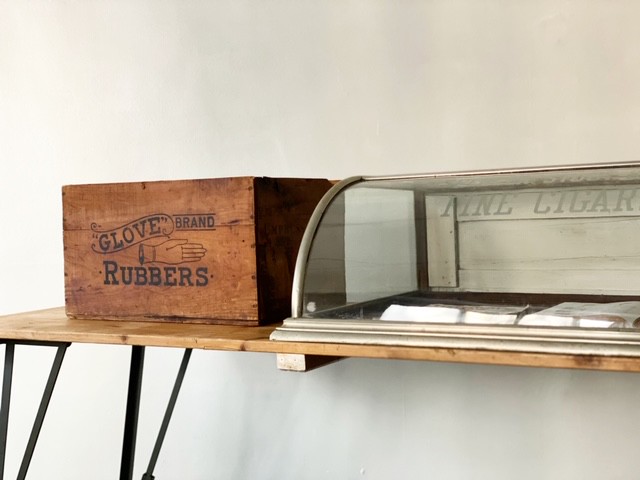 "GLOVE" BRAND
RUBBERS
FINE CIGAR